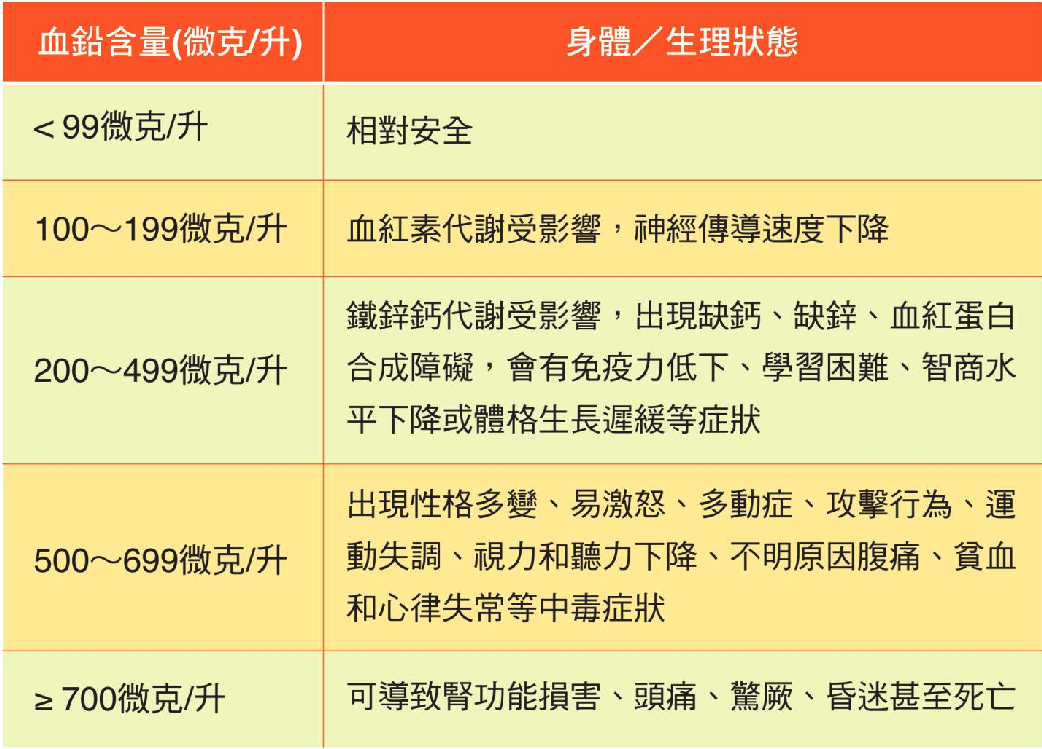 血鉛含量(微克/升)
身體／生理狀態
< 99微克/升
相對安全
100～199微克/升
血紅素代謝受影響，神經傳導速度下降
200～499微克/升
鐵鋅鈣代謝受影響，出現缺鈣、缺鋅、血紅蛋白
合成障礙，會有免疫力低下、學習困難、智商水
平下降或體格生長遲緩等症狀
500～699微克/升
出現性格多變、易激怒、多動症、攻擊行為、運
動失調、視力和聽力下降、不明原因腹痛、貧血
和心律失常等中毒症狀
≥ 700微克/升
可導致腎功能損害、頭痛、驚厥、昏迷甚至死亡